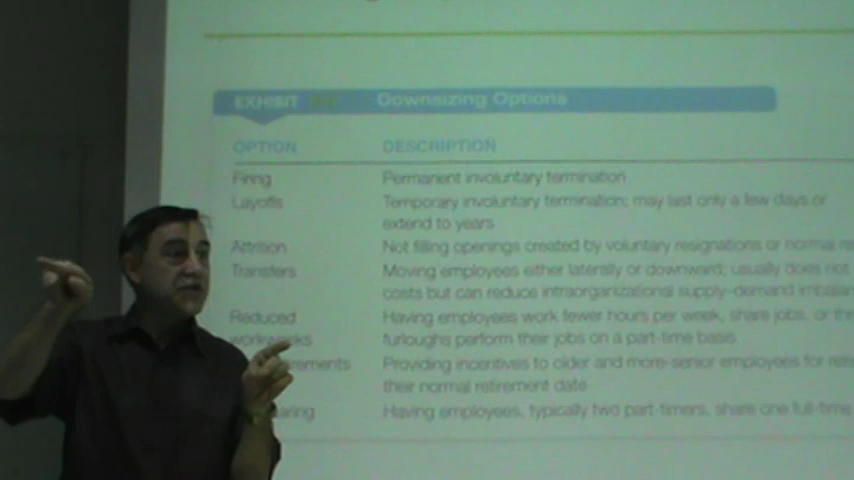 EXHIBIT Downsizing Options
OPTION DESCRIPTION
Firing Permanent involuntary termination
Layoffs Temporary involuntary termination; may last only a few days or
extend to years
Attrition Not filling openings created by voluntary resignations or normal
Transfers Moving employees either laterally or downward; usually does not
costs but can reduce intraorganizational supply-demand
Reduced Having employees work fewer hours per week, share jobs, or
workweeks furloughs perform their jobs on a part-time basis
Providing incentives to older and more-senior employees for
their normal retirement date
Having employees, typically two part-timers, share one full-time